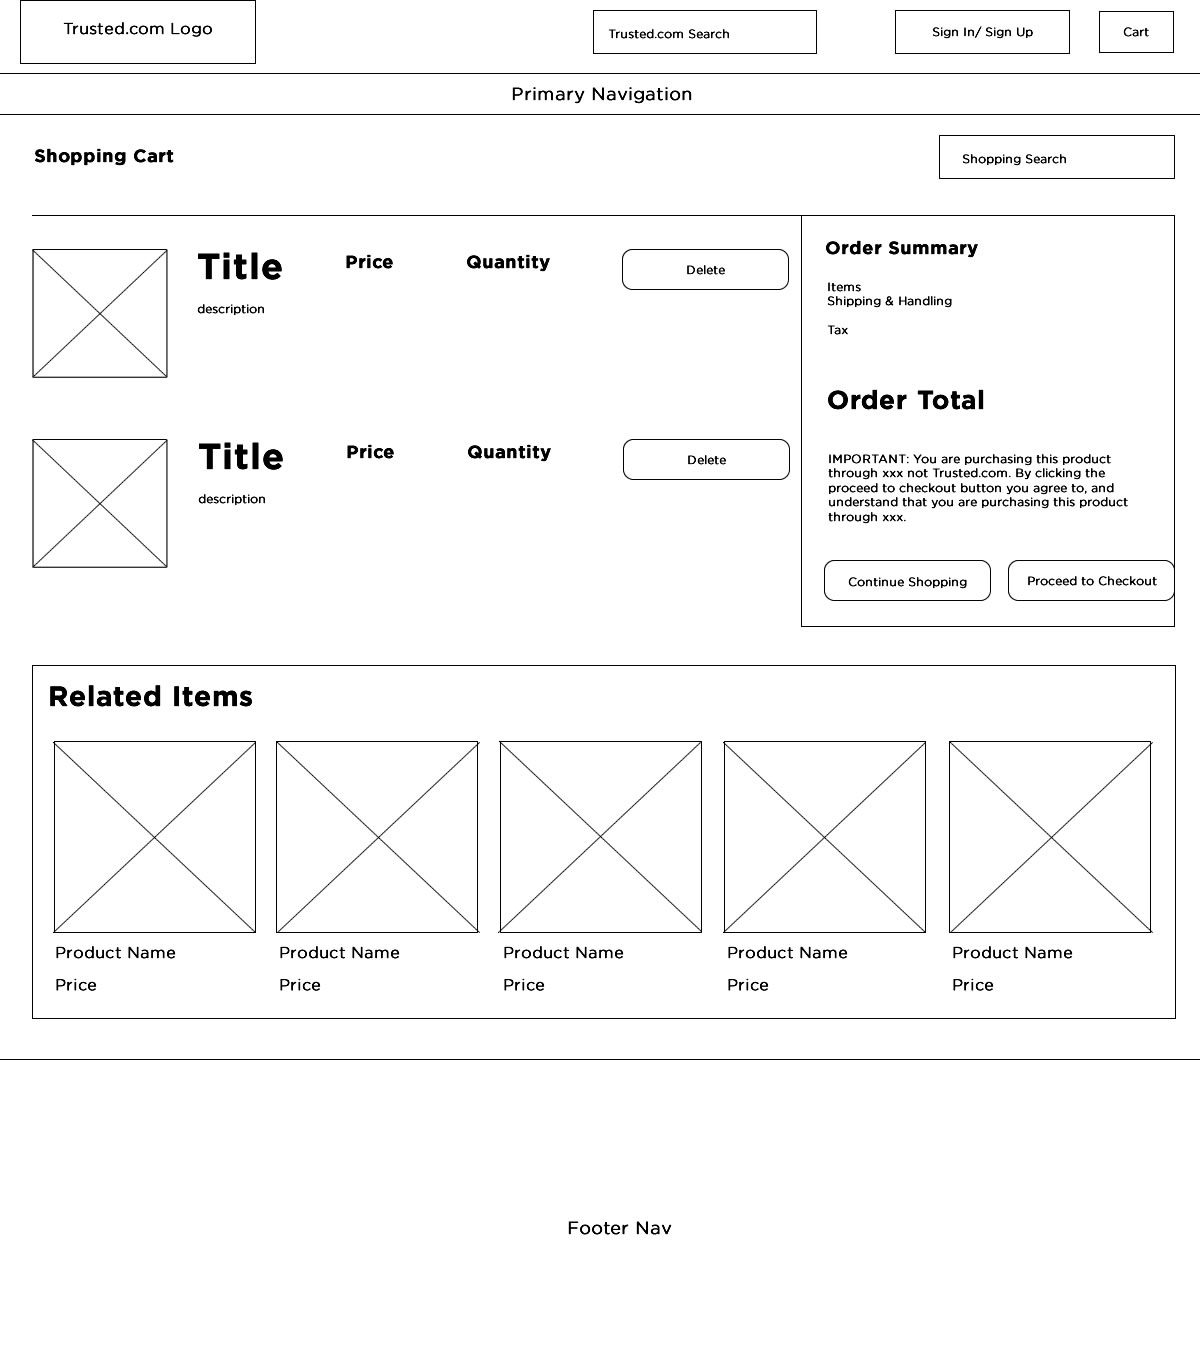 Trusted.com Logo
Trusted.com Search
Sign In/ Sign Up
Cart
Primary Navigation
Shopping Cart
Shopping Search
Title
Price
Quantity
Delete
description
Title
Price
Quantity
Delete
description
Order Summary
Items
Shipping & Handling
Tax
Order Total
IMPORTANT: You are purchasing this product
through xxx not Trusted.com. By clicking the
proceed to checkout button you agree to, and
understand that you are purchasing this product
through xxx.
Continue Shopping
Proceed to Checkout
Related Items
Product Name
Price
Product Name
Price
Product Name
Price
Product Name
Price
Product Name
Price
Footer Nav